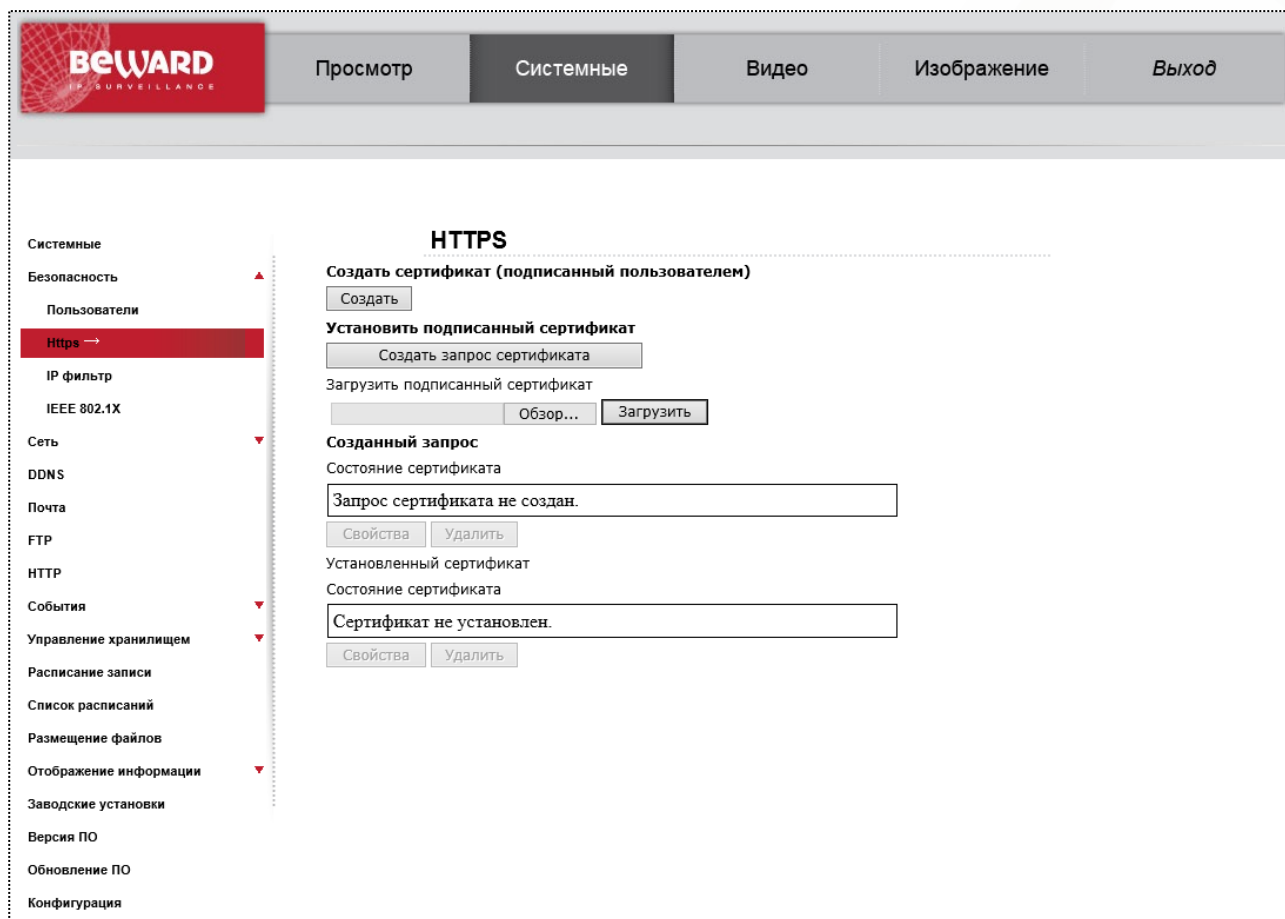 BEWARD
IP SURVEILLANCE
Просмотр
Системные
Видео
Изображение
Выход
Системные
Безопасность
Пользователи
Https →
IP фильтр
IEEE 802.1X
Сеть
DDNS
Почта
FTP
HTTP
События
Управление хранилищем
Расписание записи
Список расписаний
Размещение файлов
Отображение информации
Заводские установки
Версия ПО
Обновление ПО
Конфигурация
HTTPS
Создать сертификат (подписанный пользователем)
Создать
Установить подписанный сертификат
Создать запрос сертификата
Загрузить подписанный сертификат
Обзор... Загрузить
Созданный запрос
Состояние сертификата
Запрос сертификата не создан.
Свойства Удалить
Установленный сертификат
Состояние сертификата
Сертификат не установлен.
Свойства Удалить